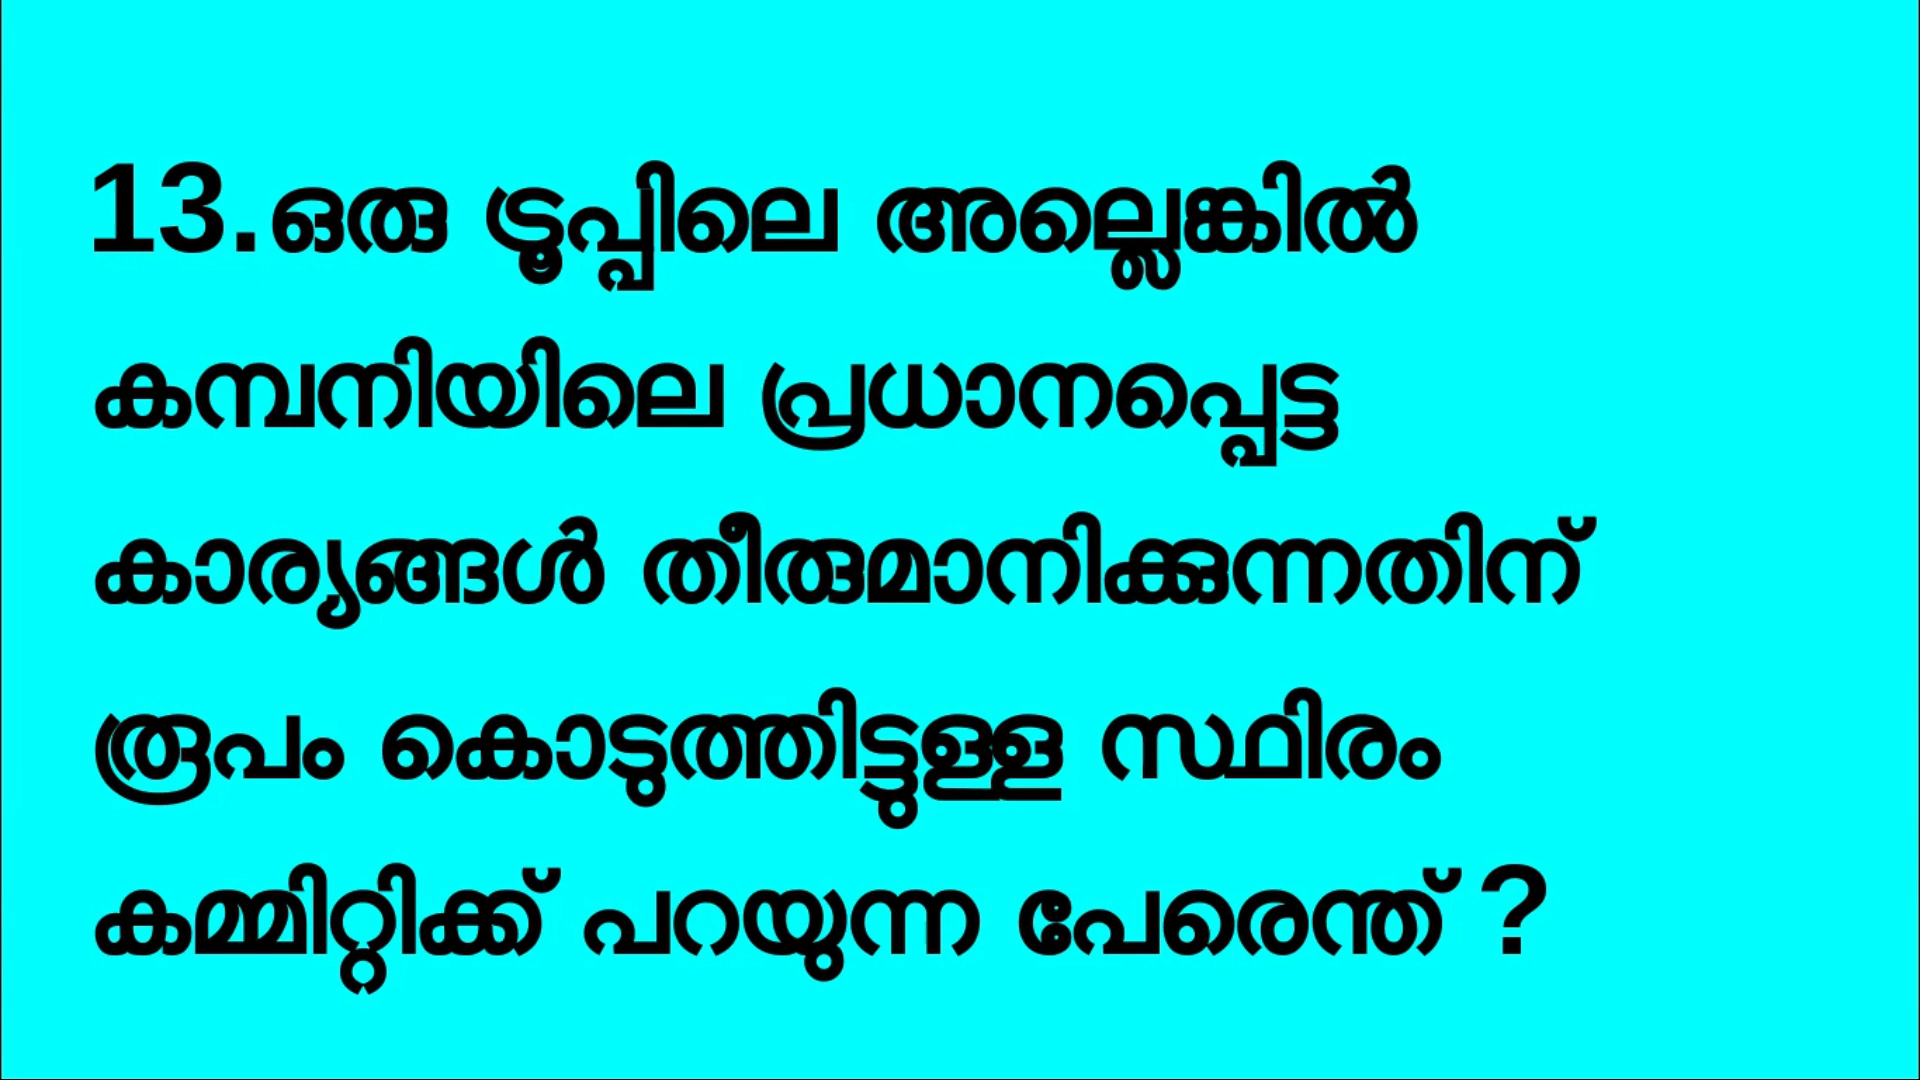 13.ഒരു ട്രൂപ്പിലെ അല്ലെങ്കിൽ
കമ്പനിയിലെ പ്രധാനപ്പെട്ട
കാര്യങ്ങൾ തീരുമാനിക്കുന്നതിന്
രൂപം കൊടുത്തിട്ടുള്ള സ്ഥിരം
കമ്മിറ്റിക്ക് പറയുന്ന പേരെന്ത് ?